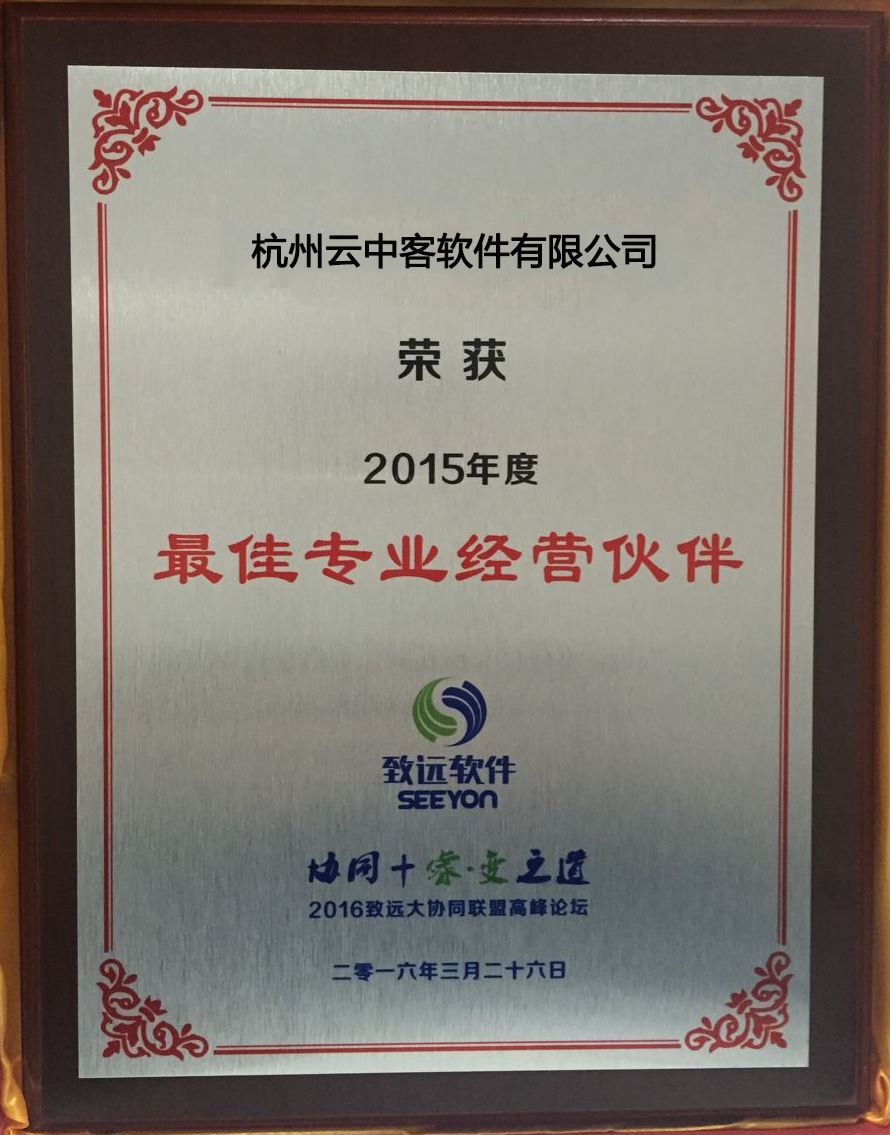 杭州云中客软件有限公司
荣获
2015年度
最佳专业经营伙伴
致远软件
SEEYON
协同十睿·变之道
2016致远大协同联盟高峰论坛
二零一六年三月二十六日